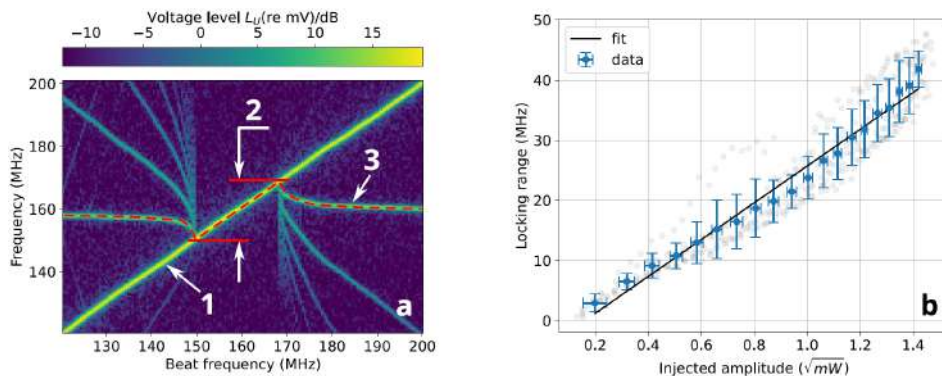 Voltage level L_U(re mV)/dB
−10 −5 0 5 10 15
200
180
160
140
Frequency (MHz)
130 140 150 160 170 180 190 200
Beat frequency (MHz)
2
3
1
a
50
40
30
20
10
0
Locking range (MHz)
fit
data
0.2 0.4 0.6 0.8 1.0 1.2 1.4
Injected amplitude (√mW)
b